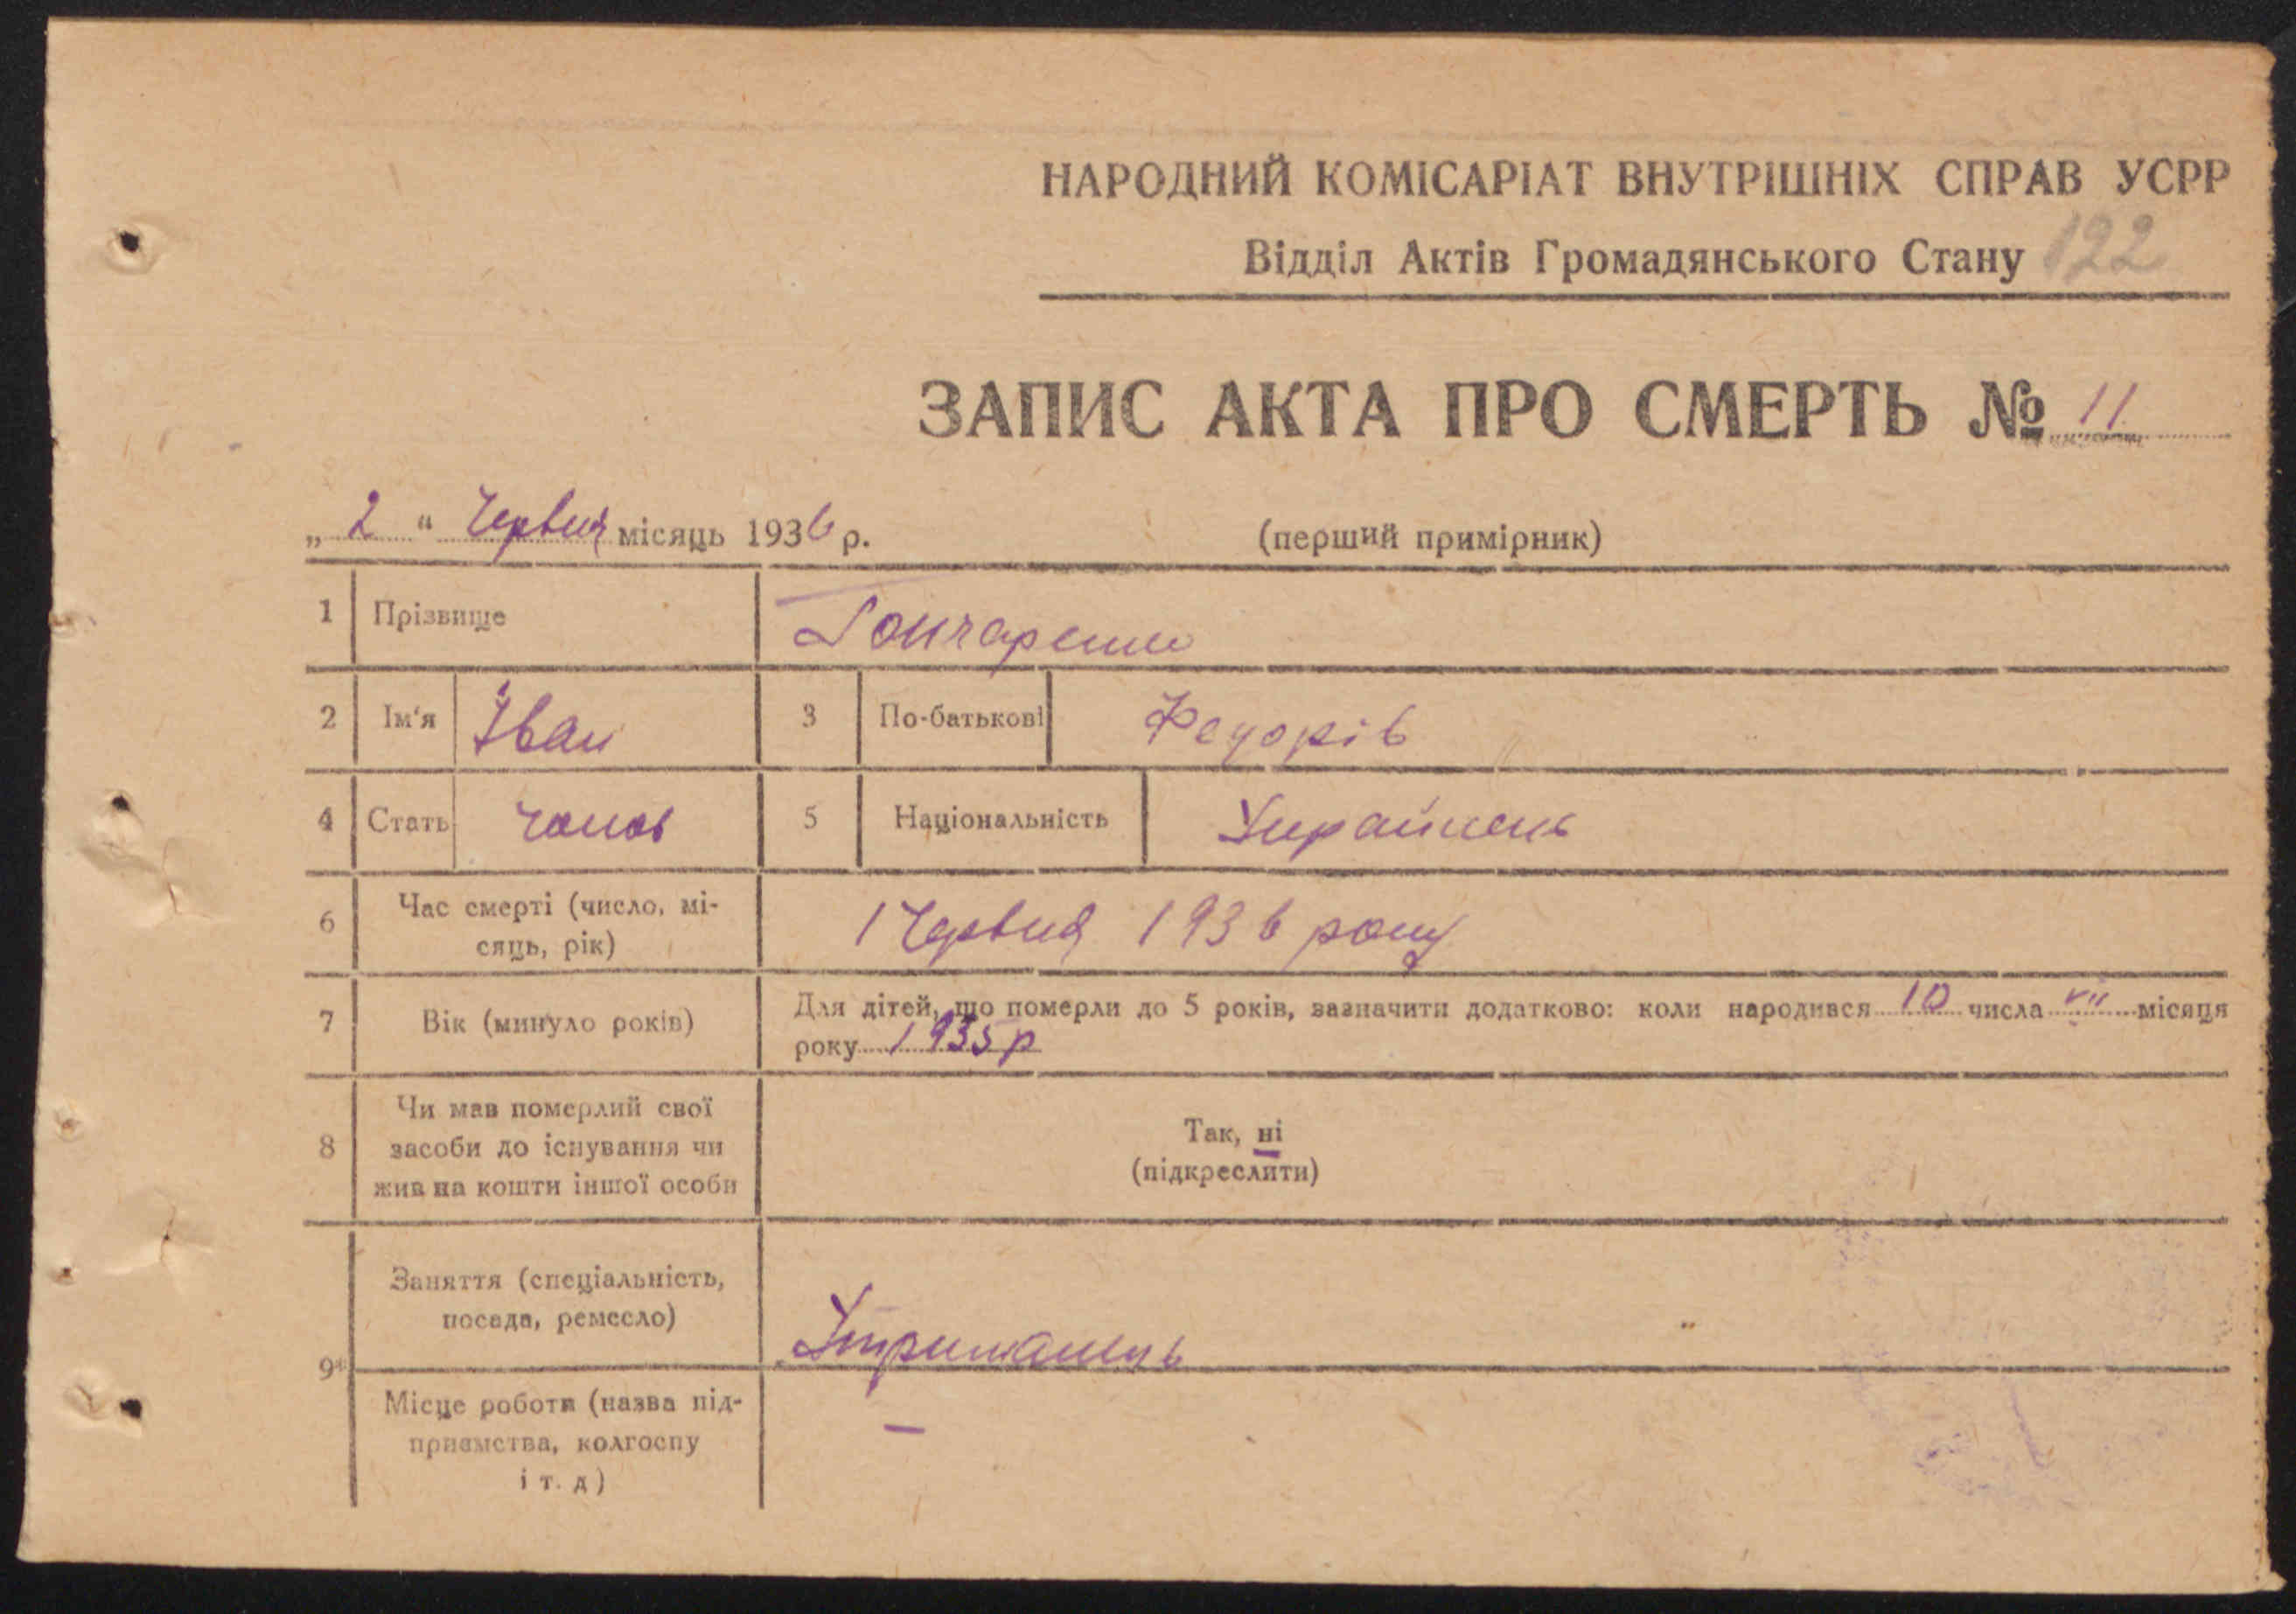 НАРОДНИЙ КОМІСАРІАТ ВНУТРІШНІХ СПРАВ УСРР
Відділ Актів Громадянського Стану 122
ЗАПИС АКТА ПРО СМЕРТЬ № 11
„ 2 “ Червня місяць 1936 р. (перший примірник)
1 Прізвище Гончаренко
2 Ім'я Іван 3 По-батькові Федорів
4 Стать чолов 5 Національність Українець
6 Час смерті (число, мі-
сяць, рік) 1 Червня 1936 року
7 Вік (минуло років) Для дітей, що померли до 5 років, зазначити додатково: коли народився 10 числа VII місяця
року 1935 р
8 Чи мав померлий свої
засоби до існування чи
жив на кошти іншої особи
Так, ні
(підкреслити)
9 Заняття (спеціальність,
посада, ремесло) Утриманець
Місце роботи (назва під-
приємства, колгоспу
і т. д) —